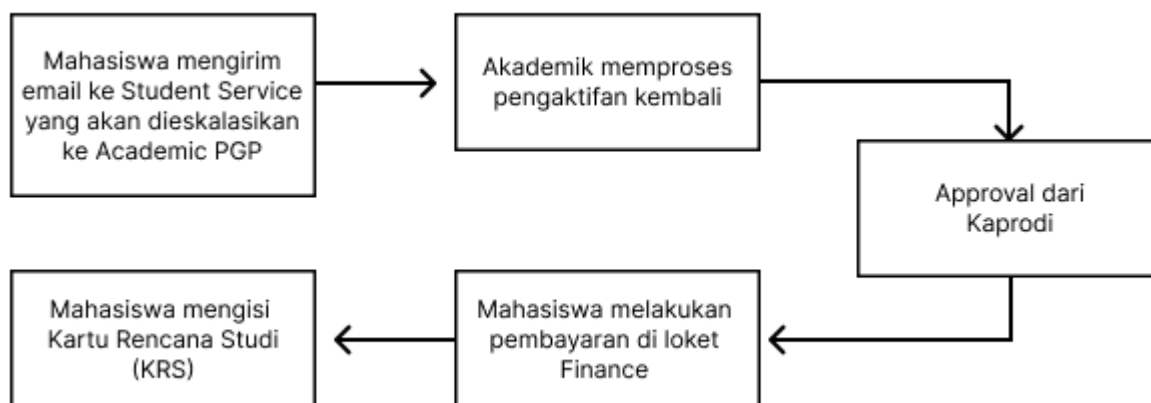 Mahasiswa mengirim
email ke Student Service
yang akan dieskalasikan
ke Academic PGP
Akademik memproses
pengaktifan kembali
Approval dari
Kaprodi
Mahasiswa melakukan
pembayaran di loket
Finance
Mahasiswa mengisi
Kartu Rencana Studi
(KRS)